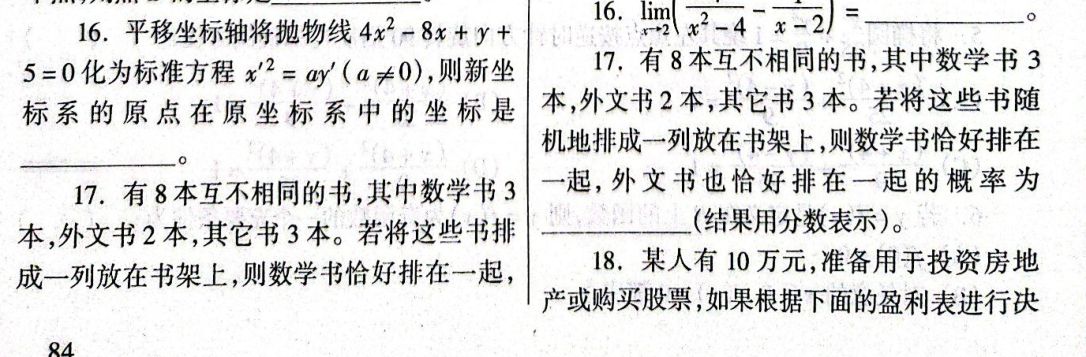 16. 平移坐标轴将抛物线 4x² - 8x + y +
5 = 0 化为标准方程 x'² = ay' ( a ≠ 0 ),则新坐
标系的原点在原坐标系中的坐标是
____________。
17. 有 8 本互不相同的书,其中数学书 3
本,外文书 2 本,其它书 3 本。若将这些书排
成一列放在书架上,则数学书恰好排在一起,
84
16. lim x→2 ( /(x² - 4) - /(x - 2) ) = ____________。
17. 有 8 本互不相同的书,其中数学书 3
本,外文书 2 本,其它书 3 本。若将这些书随
机地排成一列放在书架上,则数学书恰好排在
一起,外文书也恰好排在一起的概率为
____________(结果用分数表示)。
18. 某人有 10 万元,准备用于投资房地
产或购买股票,如果根据下面的盈利表进行决